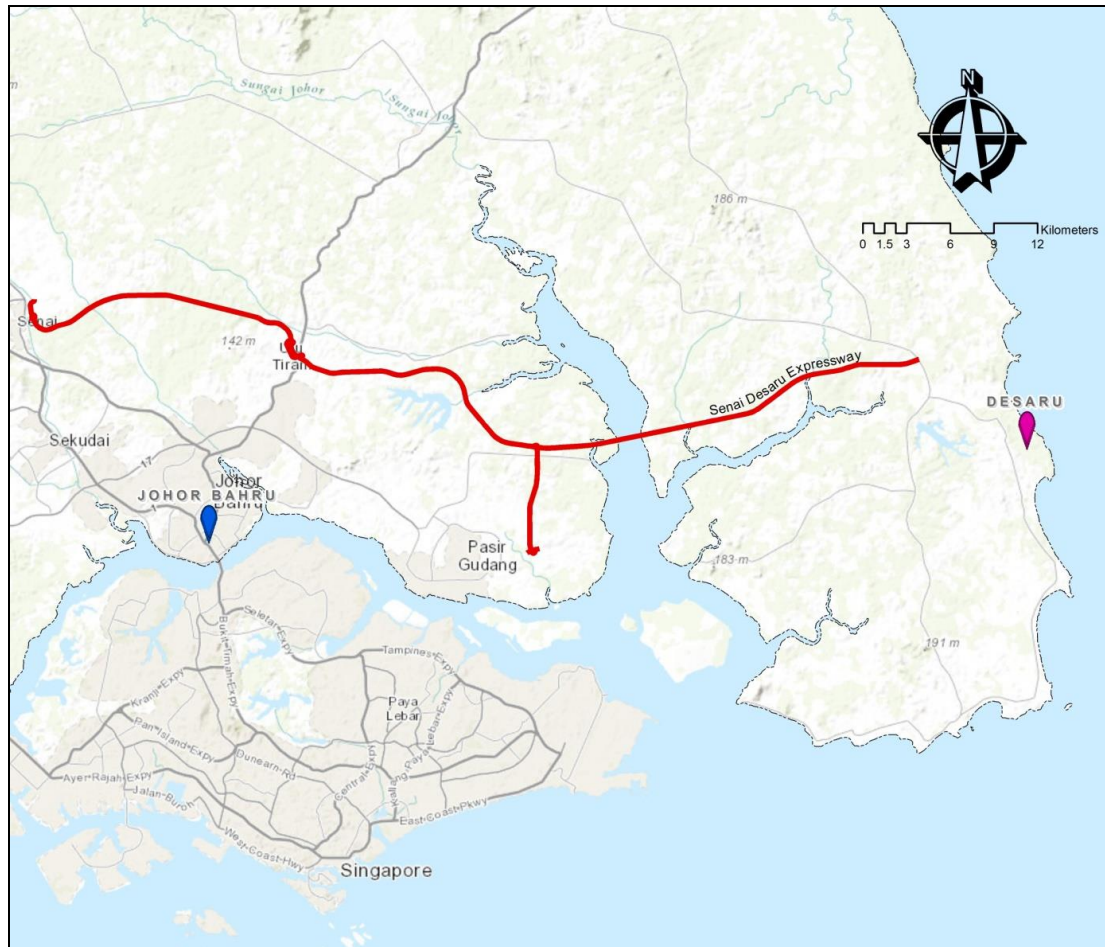 Sungai Johor
Sungai Johor
N
186 m
Kilometers
0 1.5 3 6 9 12
Senai
142 m
Ulu
Tiram
Senai Desaru Expressway
DESARU
Sekudai
17
Johor
Bahru
JOHOR BAHRU
Pasir
Gudang
183 m
191 m
Seletar Expy
Bukit Timah Expy
Tampines Expy
Kranji Expy
Paya
Lebar
Pan Island Expy
Dunearn Rd
Central Expy
Kallang-Paya Lebar Expy
Ayer Rajah Expy
Jalan Buroh
East Coast Pkwy
West Coast Hwy
Singapore